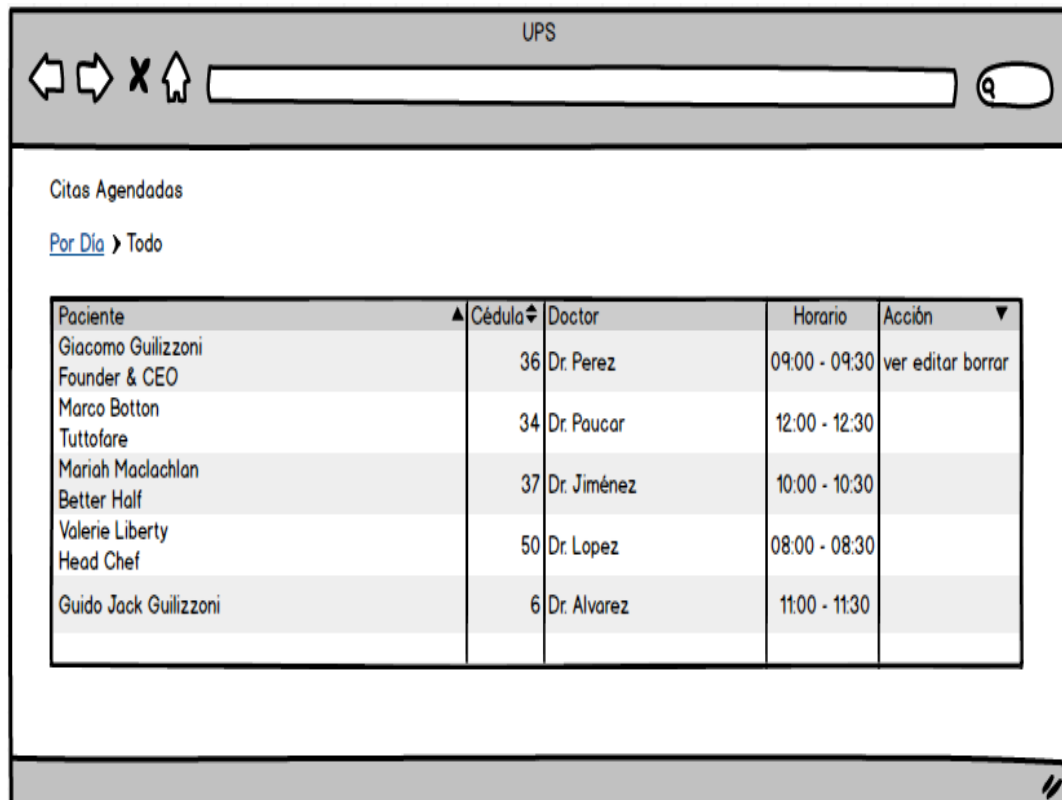 UPS
Citas Agendadas
Por Día ❯ Todo
Paciente Cédula Doctor Horario Acción
Giacomo Guilizzoni
Founder & CEO
36 Dr. Perez 09:00 - 09:30 ver editar borrar
Marco Botton
Tuttofare
34 Dr. Paucar 12:00 - 12:30
Mariah Maclachlan
Better Half
37 Dr. Jiménez 10:00 - 10:30
Valerie Liberty
Head Chef
50 Dr. Lopez 08:00 - 08:30
Guido Jack Guilizzoni 6 Dr. Alvarez 11:00 - 11:30